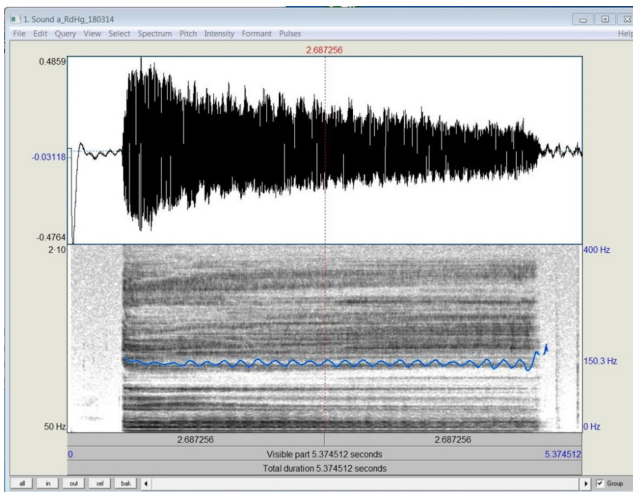 1. Sound a_RdHg_180314
File Edit Query View Select Spectrum Pitch Intensity Formant Pulses Help
2.687256
0.4859
-0.03118
-0.4764
2·10
400 Hz
150.3 Hz
50 Hz
0 Hz
2.687256 2.687256
0 Visible part 5.374512 seconds 5.374512
Total duration 5.374512 seconds
all in out sel bak Group